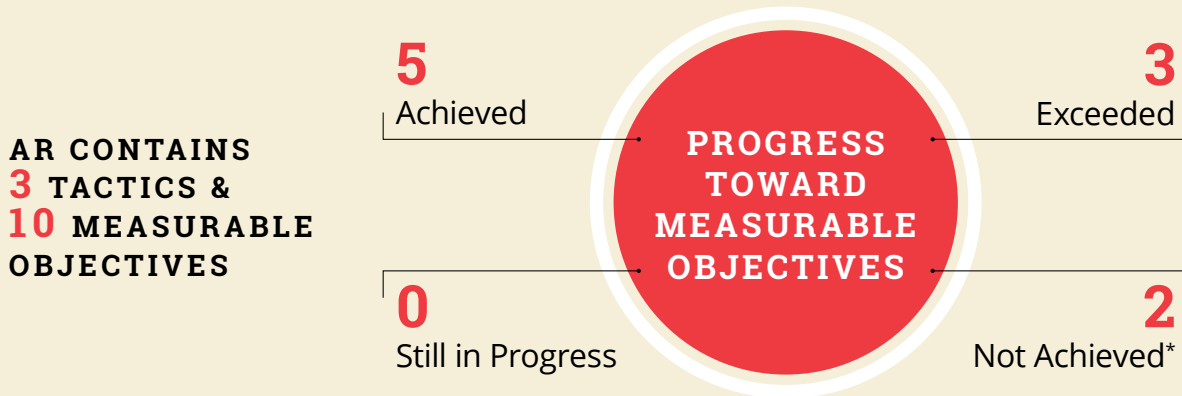 AR CONTAINS
3 TACTICS &
10 MEASURABLE
OBJECTIVES
5
Achieved
3
Exceeded
PROGRESS
TOWARD
MEASURABLE
OBJECTIVES
0
Still in Progress
2
Not Achieved*